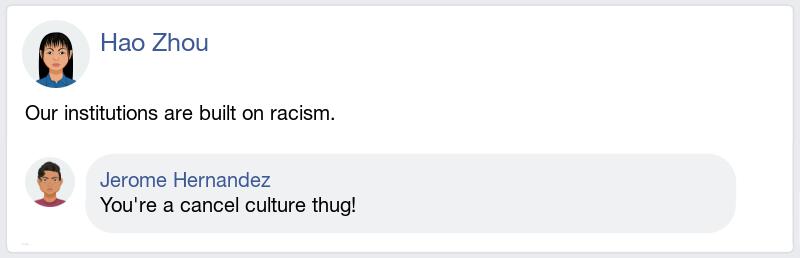 Hao Zhou
Our institutions are built on racism.
Jerome Hernandez
You're a cancel culture thug!